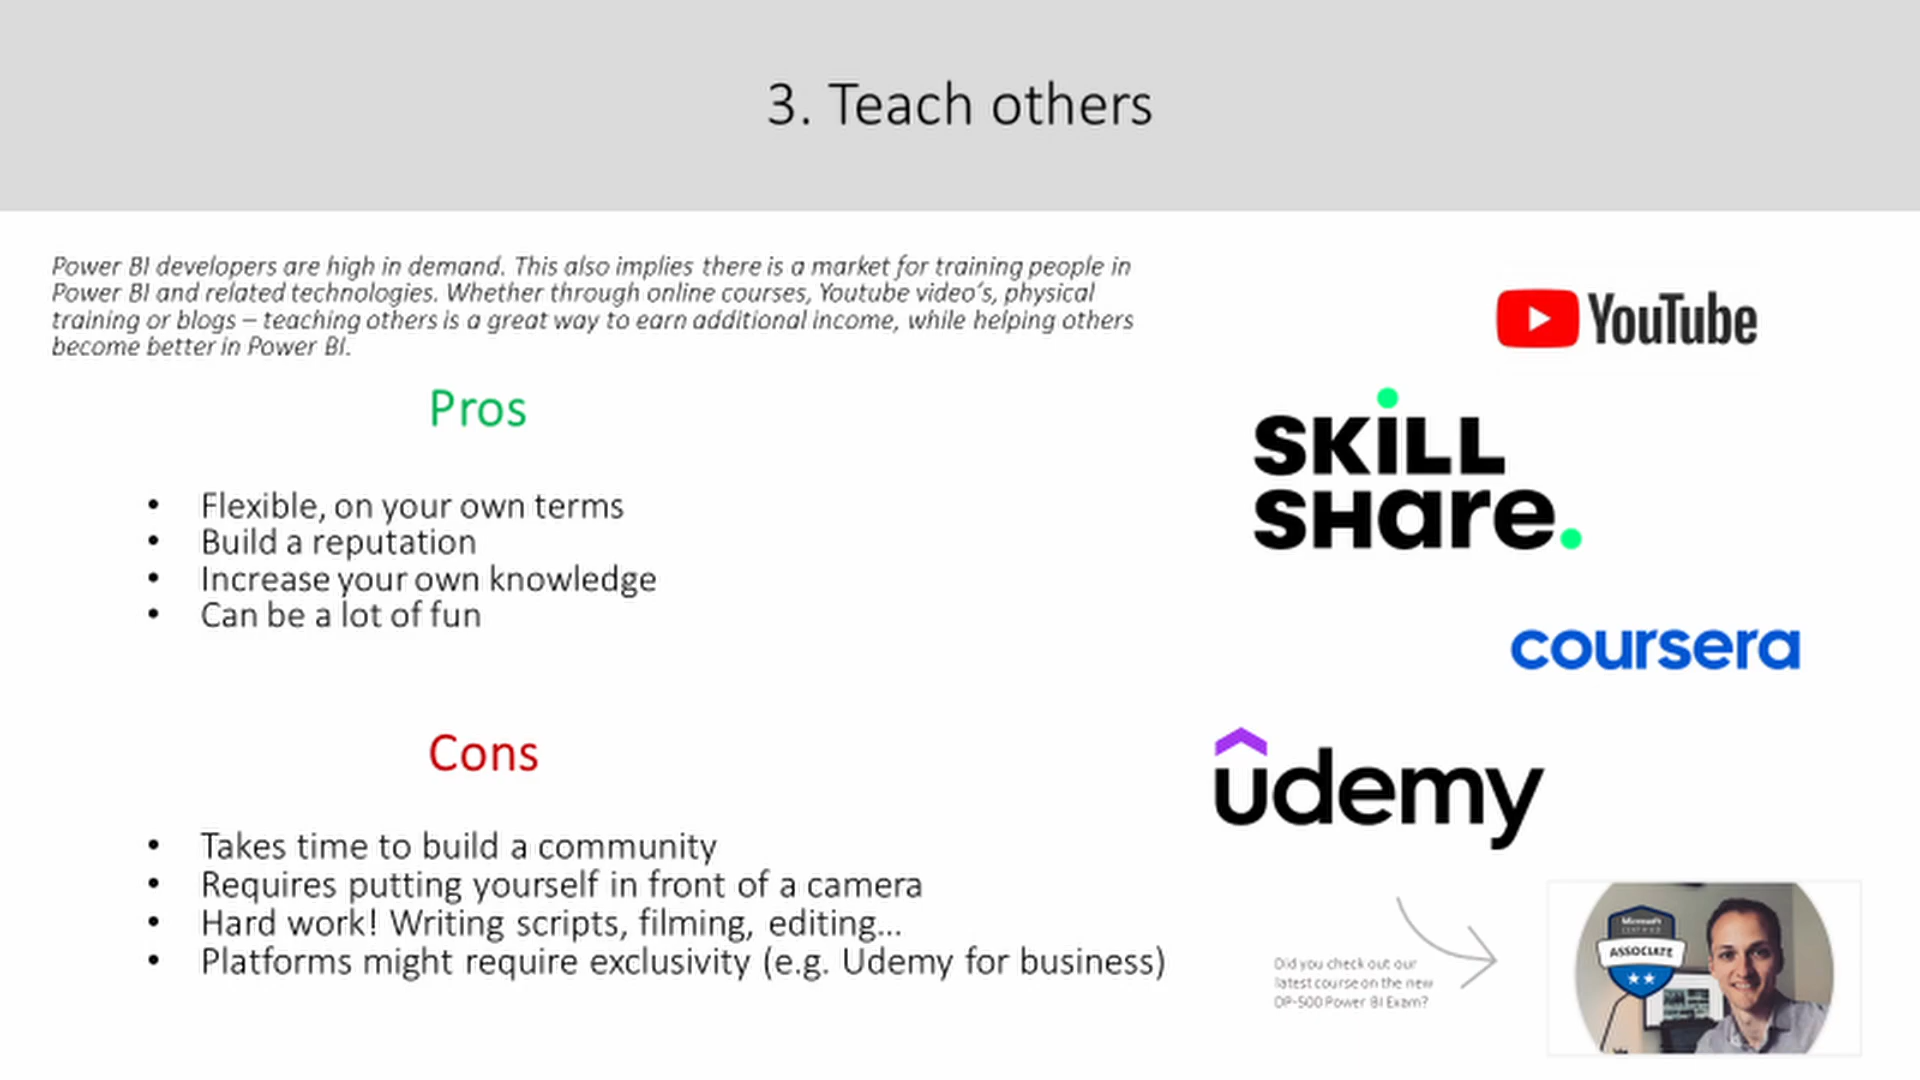 3. Teach others
Power BI developers are high in demand. This also implies there is a market for training people in
Power BI and related technologies. Whether through online courses, Youtube video's, physical
training or blogs – teaching others is a great way to earn additional income, while helping others
become better in Power BI.
Pros
• Flexible, on your own terms
• Build a reputation
• Increase your own knowledge
• Can be a lot of fun
Cons
• Takes time to build a community
• Requires putting yourself in front of a camera
• Hard work! Writing scripts, filming, editing...
• Platforms might require exclusivity (e.g. Udemy for business)
YouTube
SKiLL
SHare.
coursera
udemy
Did you check out our
latest course on the new
DP-500 Power BI Exam?
Microsoft
CERTIFIED
ASSOCIATE